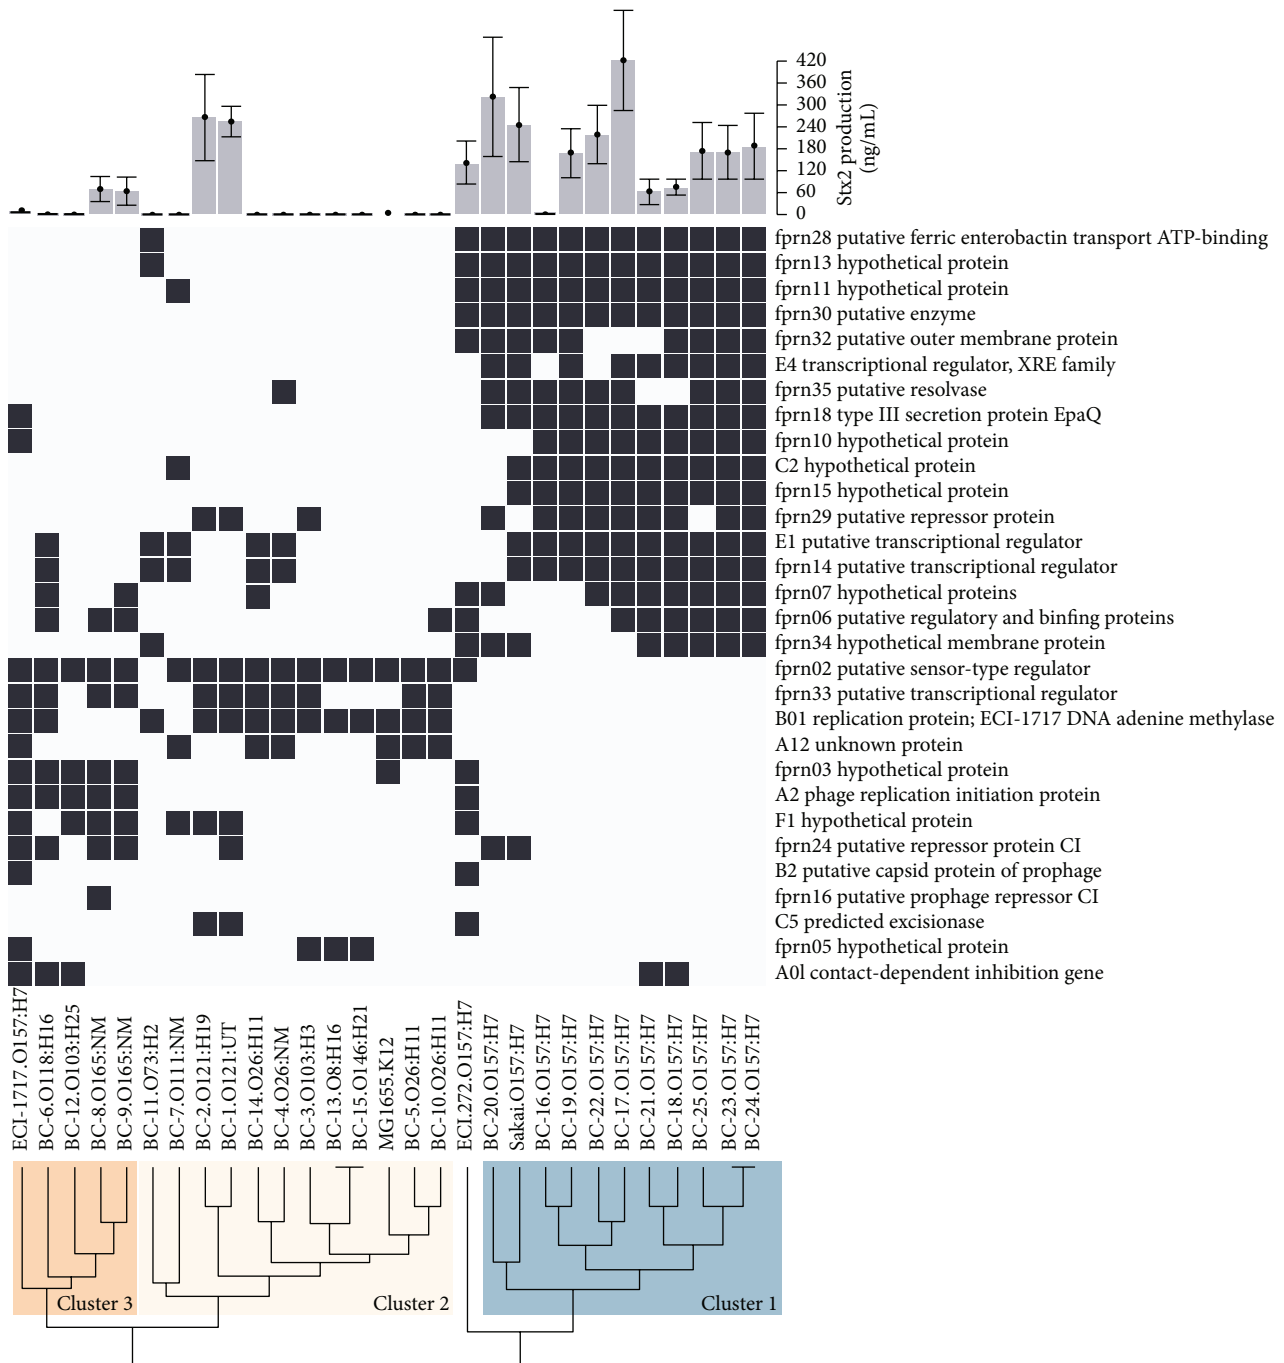 420
360
300
240
180
120
60
0
Stx2 production
(ng/mL)
fprn28 putative ferric enterobactin transport ATP-binding
fprn13 hypothetical protein
fprn11 hypothetical protein
fprn30 putative enzyme
fprn32 putative outer membrane protein
E4 transcriptional regulator, XRE family
fprn35 putative resolvase
fprn18 type III secretion protein EpaQ
fprn10 hypothetical protein
C2 hypothetical protein
fprn15 hypothetical protein
fprn29 putative repressor protein
E1 putative transcriptional regulator
fprn14 putative transcriptional regulator
fprn07 hypothetical proteins
fprn06 putative regulatory and binfing proteins
fprn34 hypothetical membrane protein
fprn02 putative sensor-type regulator
fprn33 putative transcriptional regulator
B01 replication protein; ECI-1717 DNA adenine methylase
A12 unknown protein
fprn03 hypothetical protein
A2 phage replication initiation protein
F1 hypothetical protein
fprn24 putative repressor protein CI
B2 putative capsid protein of prophage
fprn16 putative prophage repressor CI
C5 predicted excisionase
fprn05 hypothetical protein
A0l contact-dependent inhibition gene
ECI-1717.O157:H7
BC-6.O118:H16
BC-12.O103:H25
BC-8.O165:NM
BC-9.O165:NM
BC-11.O73:H2
BC-7.O111:NM
BC-2.O121:H19
BC-1.O121:UT
BC-14.O26:H11
BC-4.O26:NM
BC-3.O103:H3
BC-13.O8:H16
BC-15.O146:H21
MG1655.K12
BC-5.O26:H11
BC-10.O26:H11
ECI.272.O157:H7
BC-20.O157:H7
Sakai.O157:H7
BC-16.O157:H7
BC-19.O157:H7
BC-22.O157:H7
BC-17.O157:H7
BC-21.O157:H7
BC-18.O157:H7
BC-25.O157:H7
BC-23.O157:H7
BC-24.O157:H7
Cluster 3
Cluster 2
Cluster 1